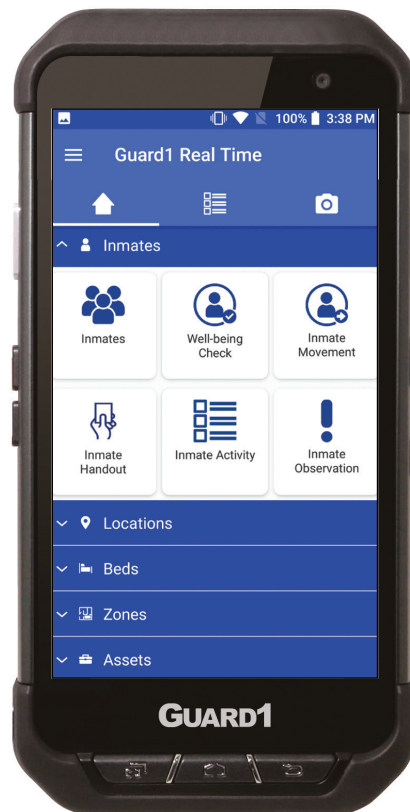 100% 3:38 PM
Guard1 Real Time
Inmates
Inmates
Well-being
Check
Inmate
Movement
Inmate
Handout
Inmate Activity
Inmate
Observation
Locations
Beds
Zones
Assets
GUARD1